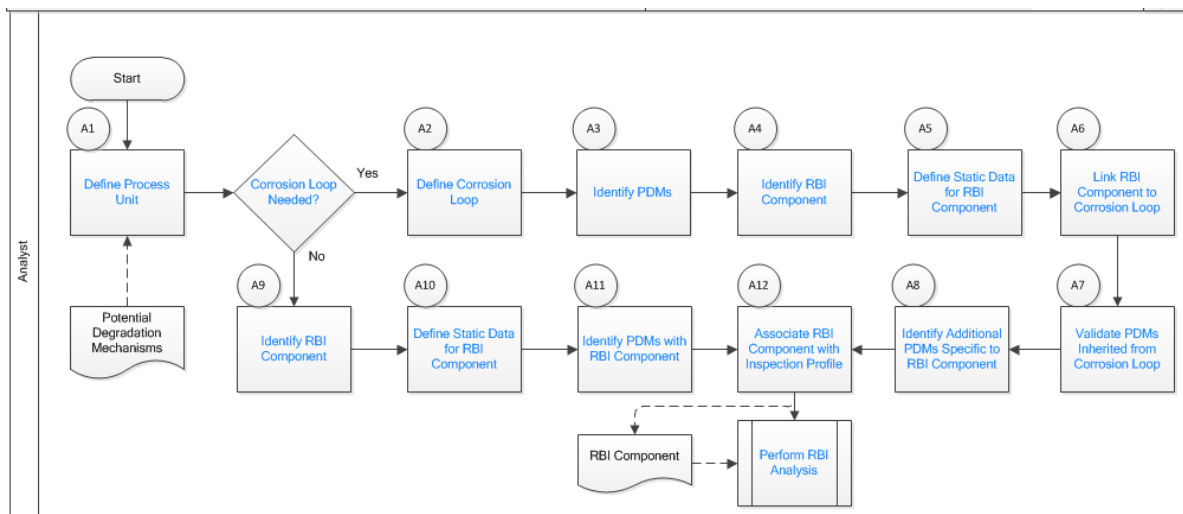 Analyst
Start
A1
Define Process
Unit
Potential
Degradation
Mechanisms
Corrosion Loop
Needed?
Yes
No
A2
Define Corrosion
Loop
A3
Identify PDMs
A4
Identify RBI
Component
A5
Define Static Data
for RBI
Component
A6
Link RBI
Component to
Corrosion Loop
A9
Identify RBI
Component
A10
Define Static Data
for RBI
Component
A11
Identify PDMs with
RBI Component
A12
Associate RBI
Component with
Inspection Profile
A8
Identify Additional
PDMs Specific to
RBI Component
A7
Validate PDMs
Inherited from
Corrosion Loop
RBI Component
Perform RBI
Analysis